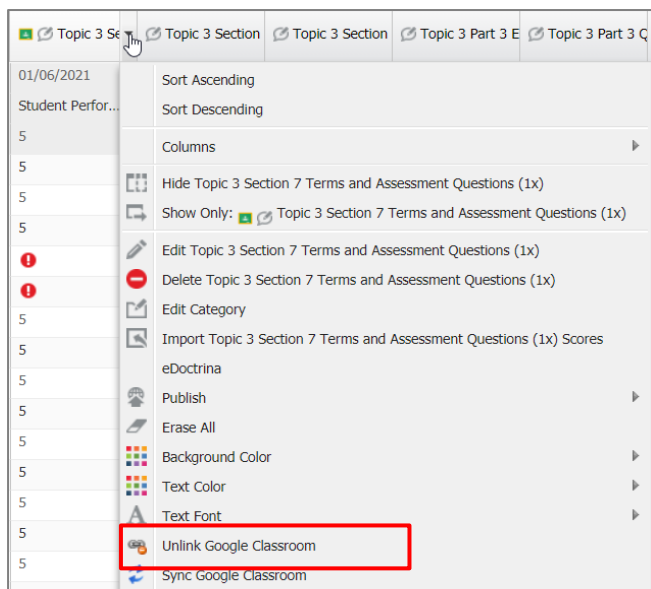 Topic 3 Se
Topic 3 Section
Topic 3 Section
Topic 3 Part 3 E
Topic 3 Part 3 Q
01/06/2021
Student Perfor...
5
5
5
5
5
5
5
5
5
5
5
5
5
Sort Ascending
Sort Descending
Columns
Hide Topic 3 Section 7 Terms and Assessment Questions (1x)
Show Only: Topic 3 Section 7 Terms and Assessment Questions (1x)
Edit Topic 3 Section 7 Terms and Assessment Questions (1x)
Delete Topic 3 Section 7 Terms and Assessment Questions (1x)
Edit Category
Import Topic 3 Section 7 Terms and Assessment Questions (1x) Scores
eDoctrina
Publish
Erase All
Background Color
Text Color
Text Font
Unlink Google Classroom
Sync Google Classroom